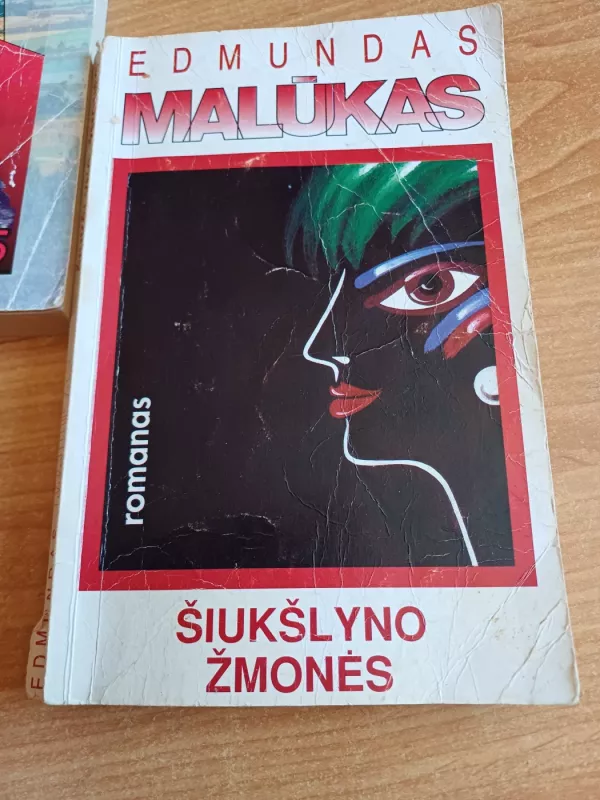 EDMUNDAS
MALŪKAS
romanas
ŠIUKŠLYNO
ŽMONĖS